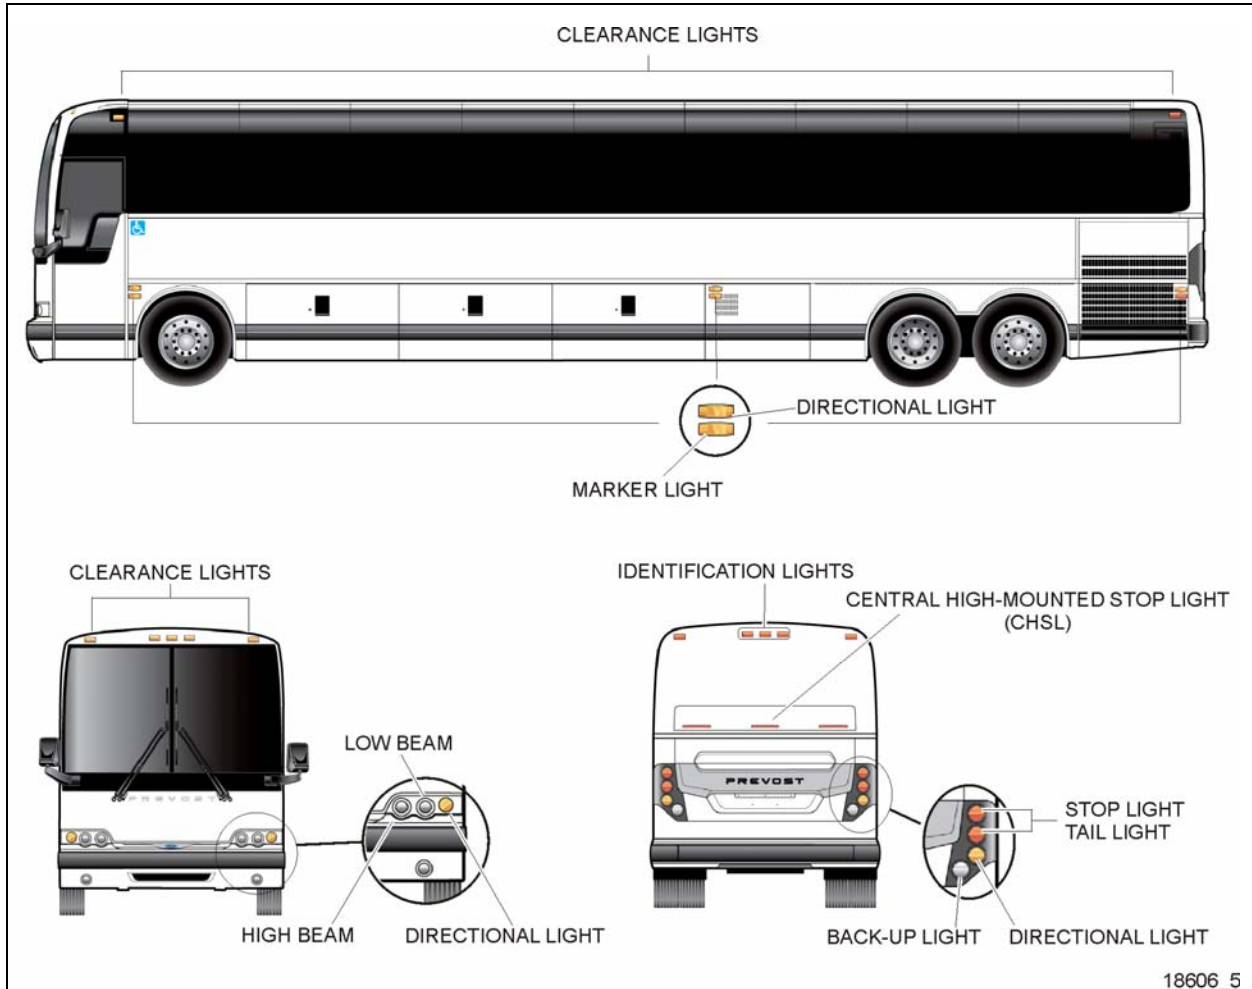 CLEARANCE LIGHTS
DIRECTIONAL LIGHT
MARKER LIGHT
CLEARANCE LIGHTS
LOW BEAM
PREVOST
HIGH BEAM
DIRECTIONAL LIGHT
IDENTIFICATION LIGHTS
CENTRAL HIGH-MOUNTED STOP LIGHT
(CHSL)
PREVOST
STOP LIGHT
TAIL LIGHT
BACK-UP LIGHT
DIRECTIONAL LIGHT
18606_5